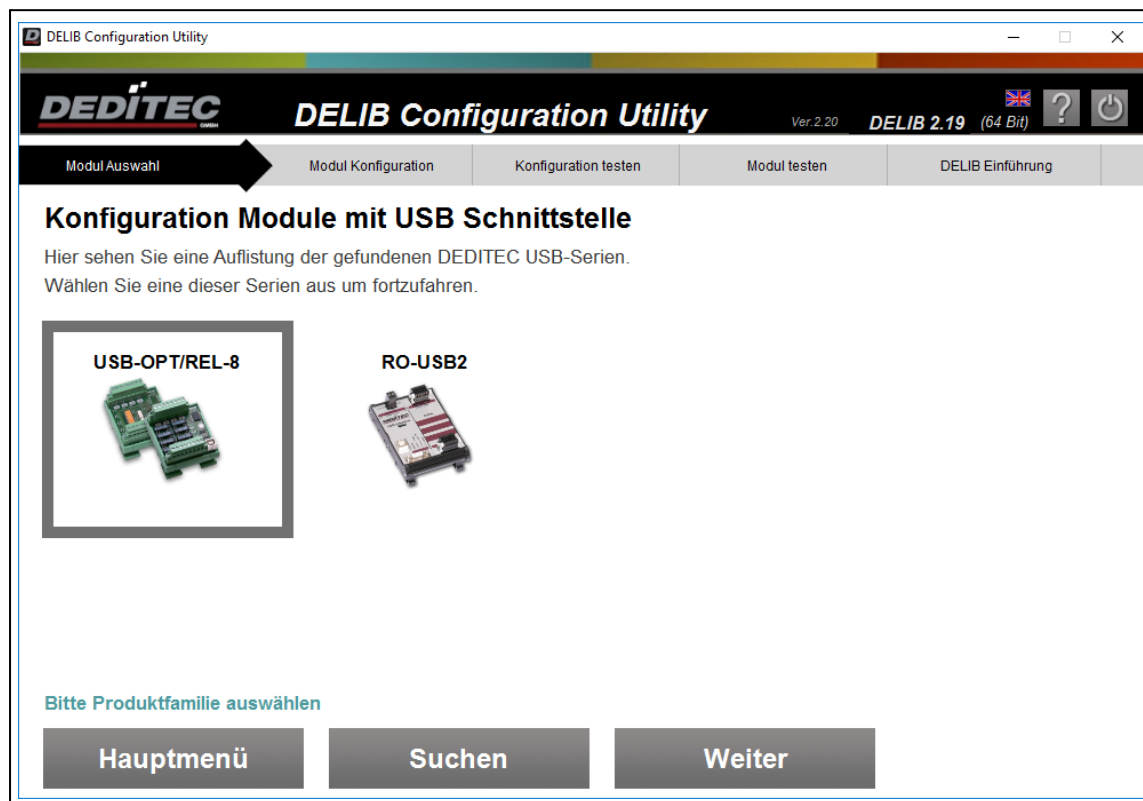 DELIB Configuration Utility
DEDITEC
GMBH
DELIB Configuration Utility
Ver.2.20
DELIB 2.19 (64 Bit)
?
Modul Auswahl
Modul Konfiguration
Konfiguration testen
Modul testen
DELIB Einführung
Konfiguration Module mit USB Schnittstelle
Hier sehen Sie eine Auflistung der gefundenen DEDITEC USB-Serien.
Wählen Sie eine dieser Serien aus um fortzufahren.
USB-OPT/REL-8
RO-USB2
Bitte Produktfamilie auswählen
Hauptmenü
Suchen
Weiter